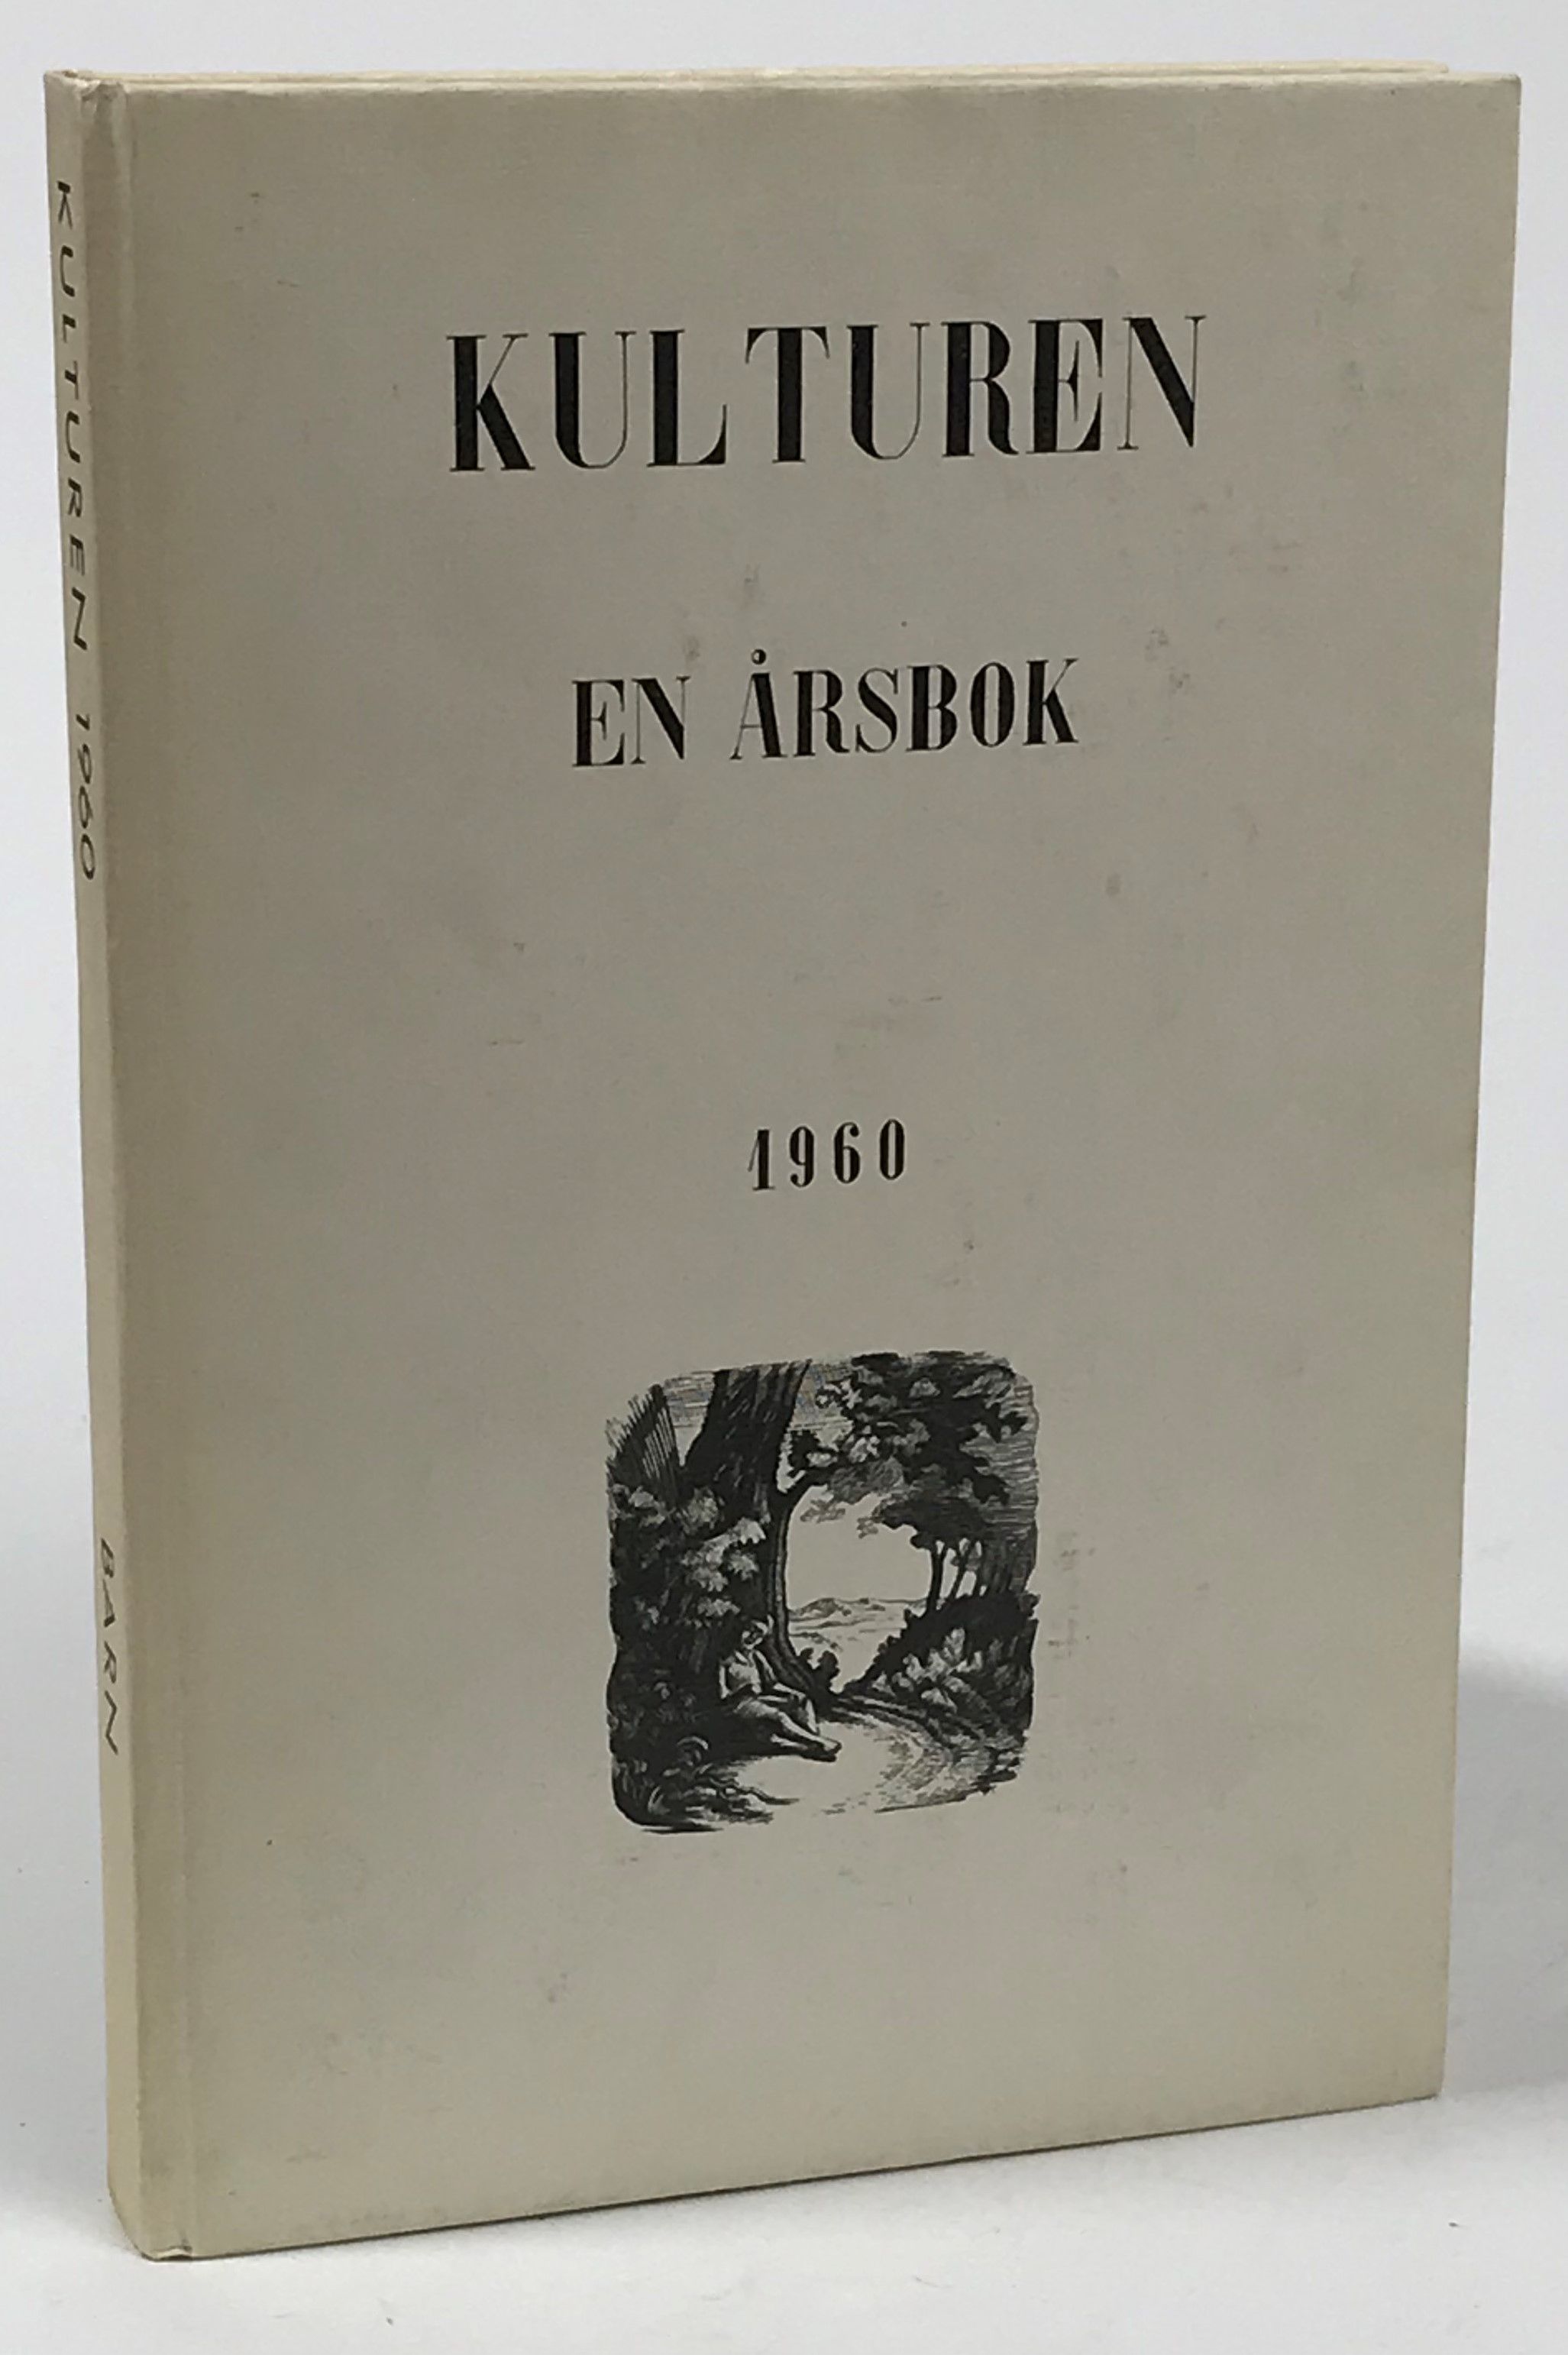 KULTUREN
EN ÅRSBOK
1960
KULTUREN 1960 BARN